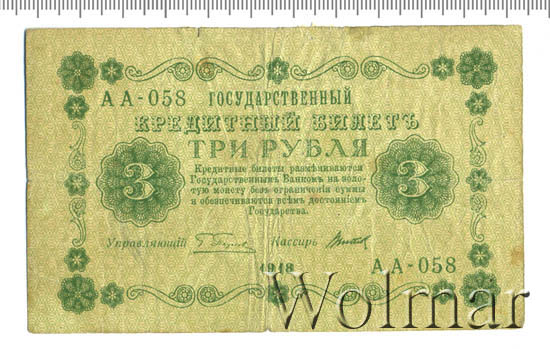 АА-058 ГОСУДАРСТВЕННЫЙ
КРЕДИТНЫЙ БИЛЕТЪ
ТРИ РУБЛЯ
3 3
Кредитные билеты размѣниваются
Государственнымъ Банкомъ на золо-
тую монету безъ ограниченія суммы
и обезпечиваются всѣмъ достояніемъ
Государства.
Управляющій Кассиръ
1918
АА-058
Wolmar